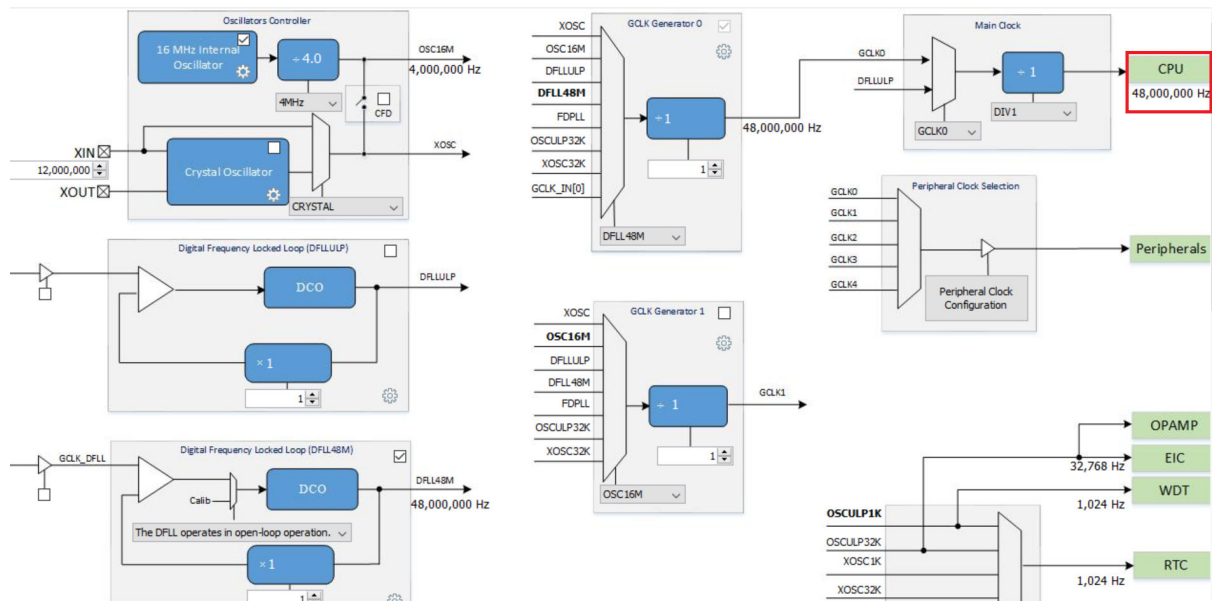 Oscillators Controller
16 MHz Internal
Oscillator
÷ 4.0
OSC16M
4,000,000 Hz
4MHz
CFD
XIN
12,000,000
XOUT
Crystal Oscillator
XOSC
CRYSTAL
Digital Frequency Locked Loop (DFLLULP)
DCO
DFLLULP
× 1
1
Digital Frequency Locked Loop (DFLL48M)
GCLK_DFLL
DCO
Calib
DFLL48M
48,000,000 Hz
The DFLL operates in open-loop operation.
×1
1
GCLK Generator 0
XOSC
OSC16M
DFLLULP
DFLL48M
FDPLL
OSCULP32K
XOSC32K
GCLK_IN[0]
÷1
48,000,000 Hz
1
DFLL48M
GCLK Generator 1
XOSC
OSC16M
DFLLULP
DFLL48M
FDPLL
OSCULP32K
XOSC32K
÷ 1
GCLK1
1
OSC16M
Main Clock
GCLK0
DFLLULP
÷ 1
DIV1
GCLK0
CPU
48,000,000 Hz
Peripheral Clock Selection
GCLK0
GCLK1
GCLK2
GCLK3
GCLK4
Peripheral Clock
Configuration
Peripherals
OPAMP
EIC
32,768 Hz
WDT
1,024 Hz
OSCULP1K
OSCULP32K
XOSC1K
XOSC32K
RTC
1,024 Hz